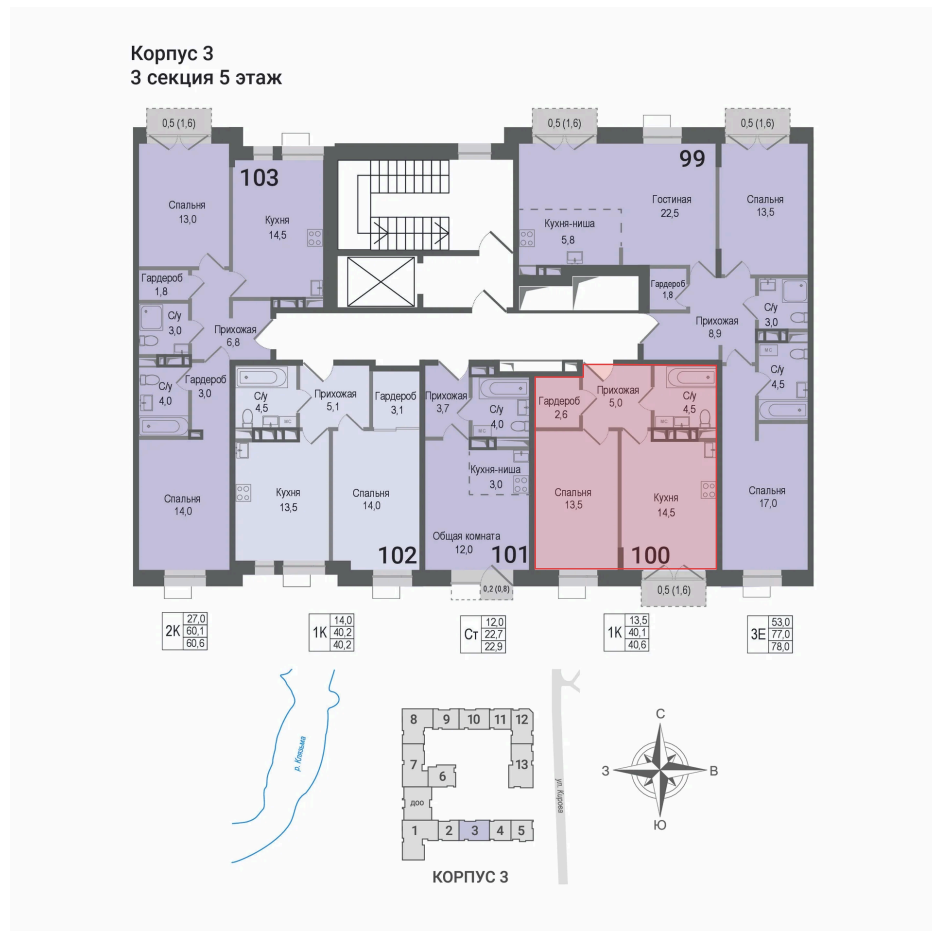 Корпус 3
3 секция 5 этаж
0,5 (1,6)
0,5 (1,6)
0,5 (1,6)
103
99
Спальня
13,0
Кухня
14,5
Гостиная
22,5
Спальня
13,5
Кухня-ниша
5,8
Гардероб
1,8
Гардероб
1,8
С/у
3,0
Прихожая
6,8
Прихожая
8,9
С/у
3,0
С/у
4,0
Гардероб
3,0
С/у
4,5
С/у
4,5
Прихожая
5,1
Гардероб
3,1
Прихожая
3,7
С/у
4,0
Гардероб
2,6
Прихожая
5,0
С/у
4,5
Спальня
14,0
Кухня
13,5
Спальня
14,0
Кухня-ниша
3,0
Общая комната
12,0
Спальня
13,5
Кухня
14,5
Спальня
17,0
102
101
100
0,2 (0,8)
0,5 (1,6)
2К
27,0
60,1
60,6
1К
14,0
40,2
40,2
Ст
12,0
22,7
22,9
1К
13,5
40,1
40,6
3Е
53,0
77,0
78,0
р. Клязьма
8
9
10
11
12
7
6
13
ДОО
1
2
3
4
5
КОРПУС 3
ул. Кирова
С
З
В
Ю